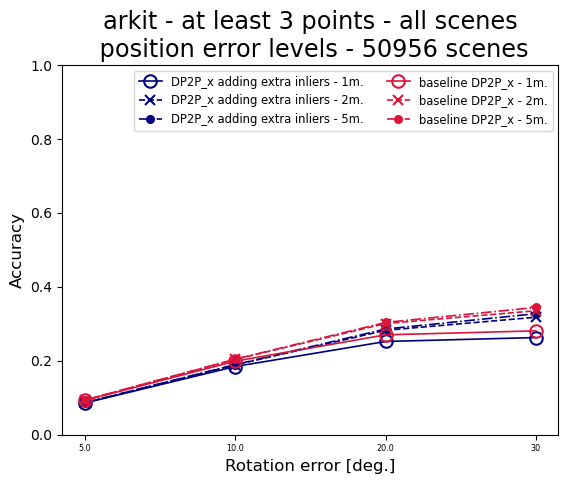 arkit - at least 3 points - all scenes
position error levels - 50956 scenes
DP2P_x adding extra inliers - 1m.
DP2P_x adding extra inliers - 2m.
DP2P_x adding extra inliers - 5m.
baseline DP2P_x - 1m.
baseline DP2P_x - 2m.
baseline DP2P_x - 5m.
Accuracy
1.0
0.8
0.6
0.4
0.2
0.0
5.0
10.0
20.0
30
Rotation error [deg.]